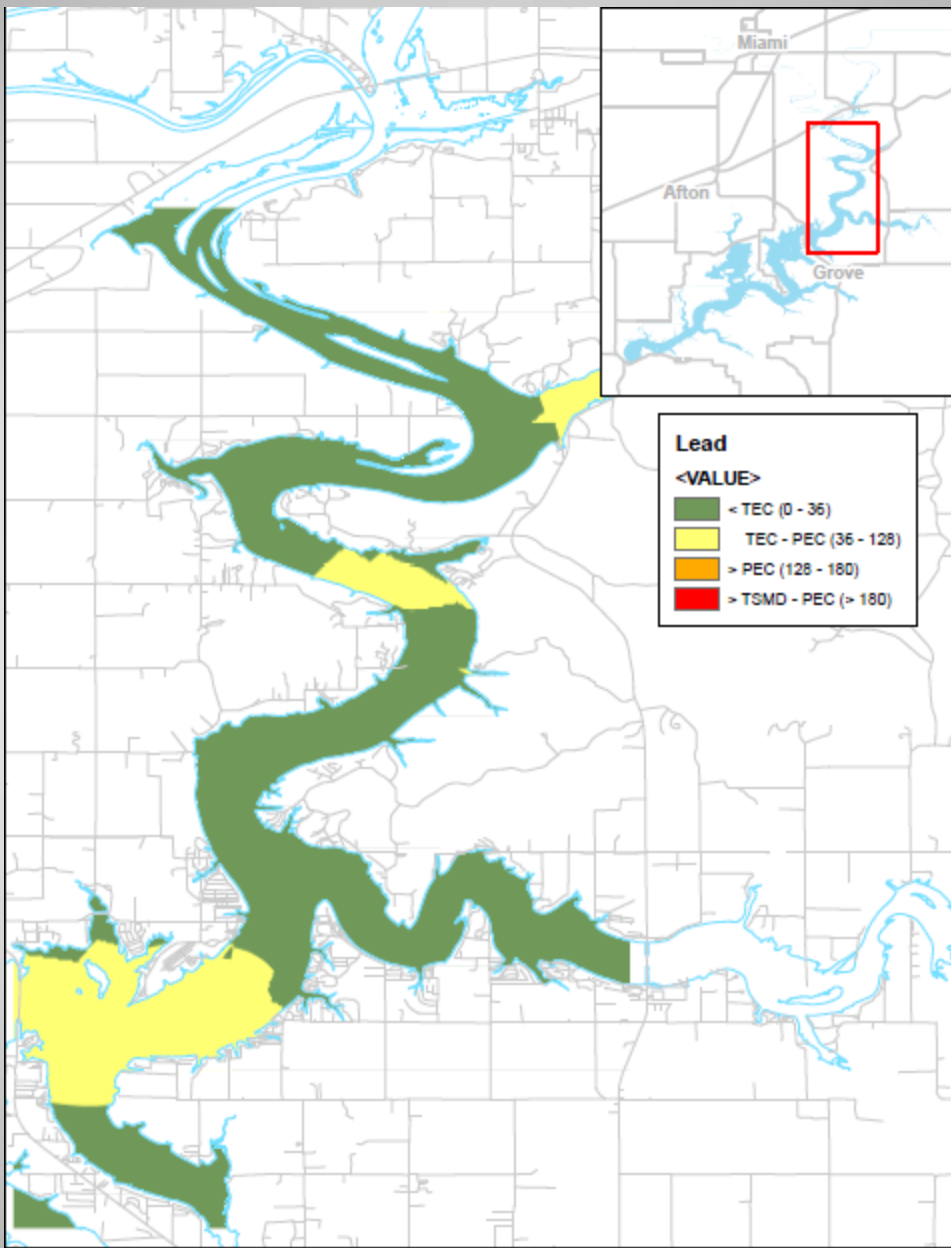 Miami
Afton
Grove
Lead
<VALUE>
< TEC (0 - 36)
TEC - PEC (36 - 128)
> PEC (128 - 180)
> TSMD - PEC (> 180)